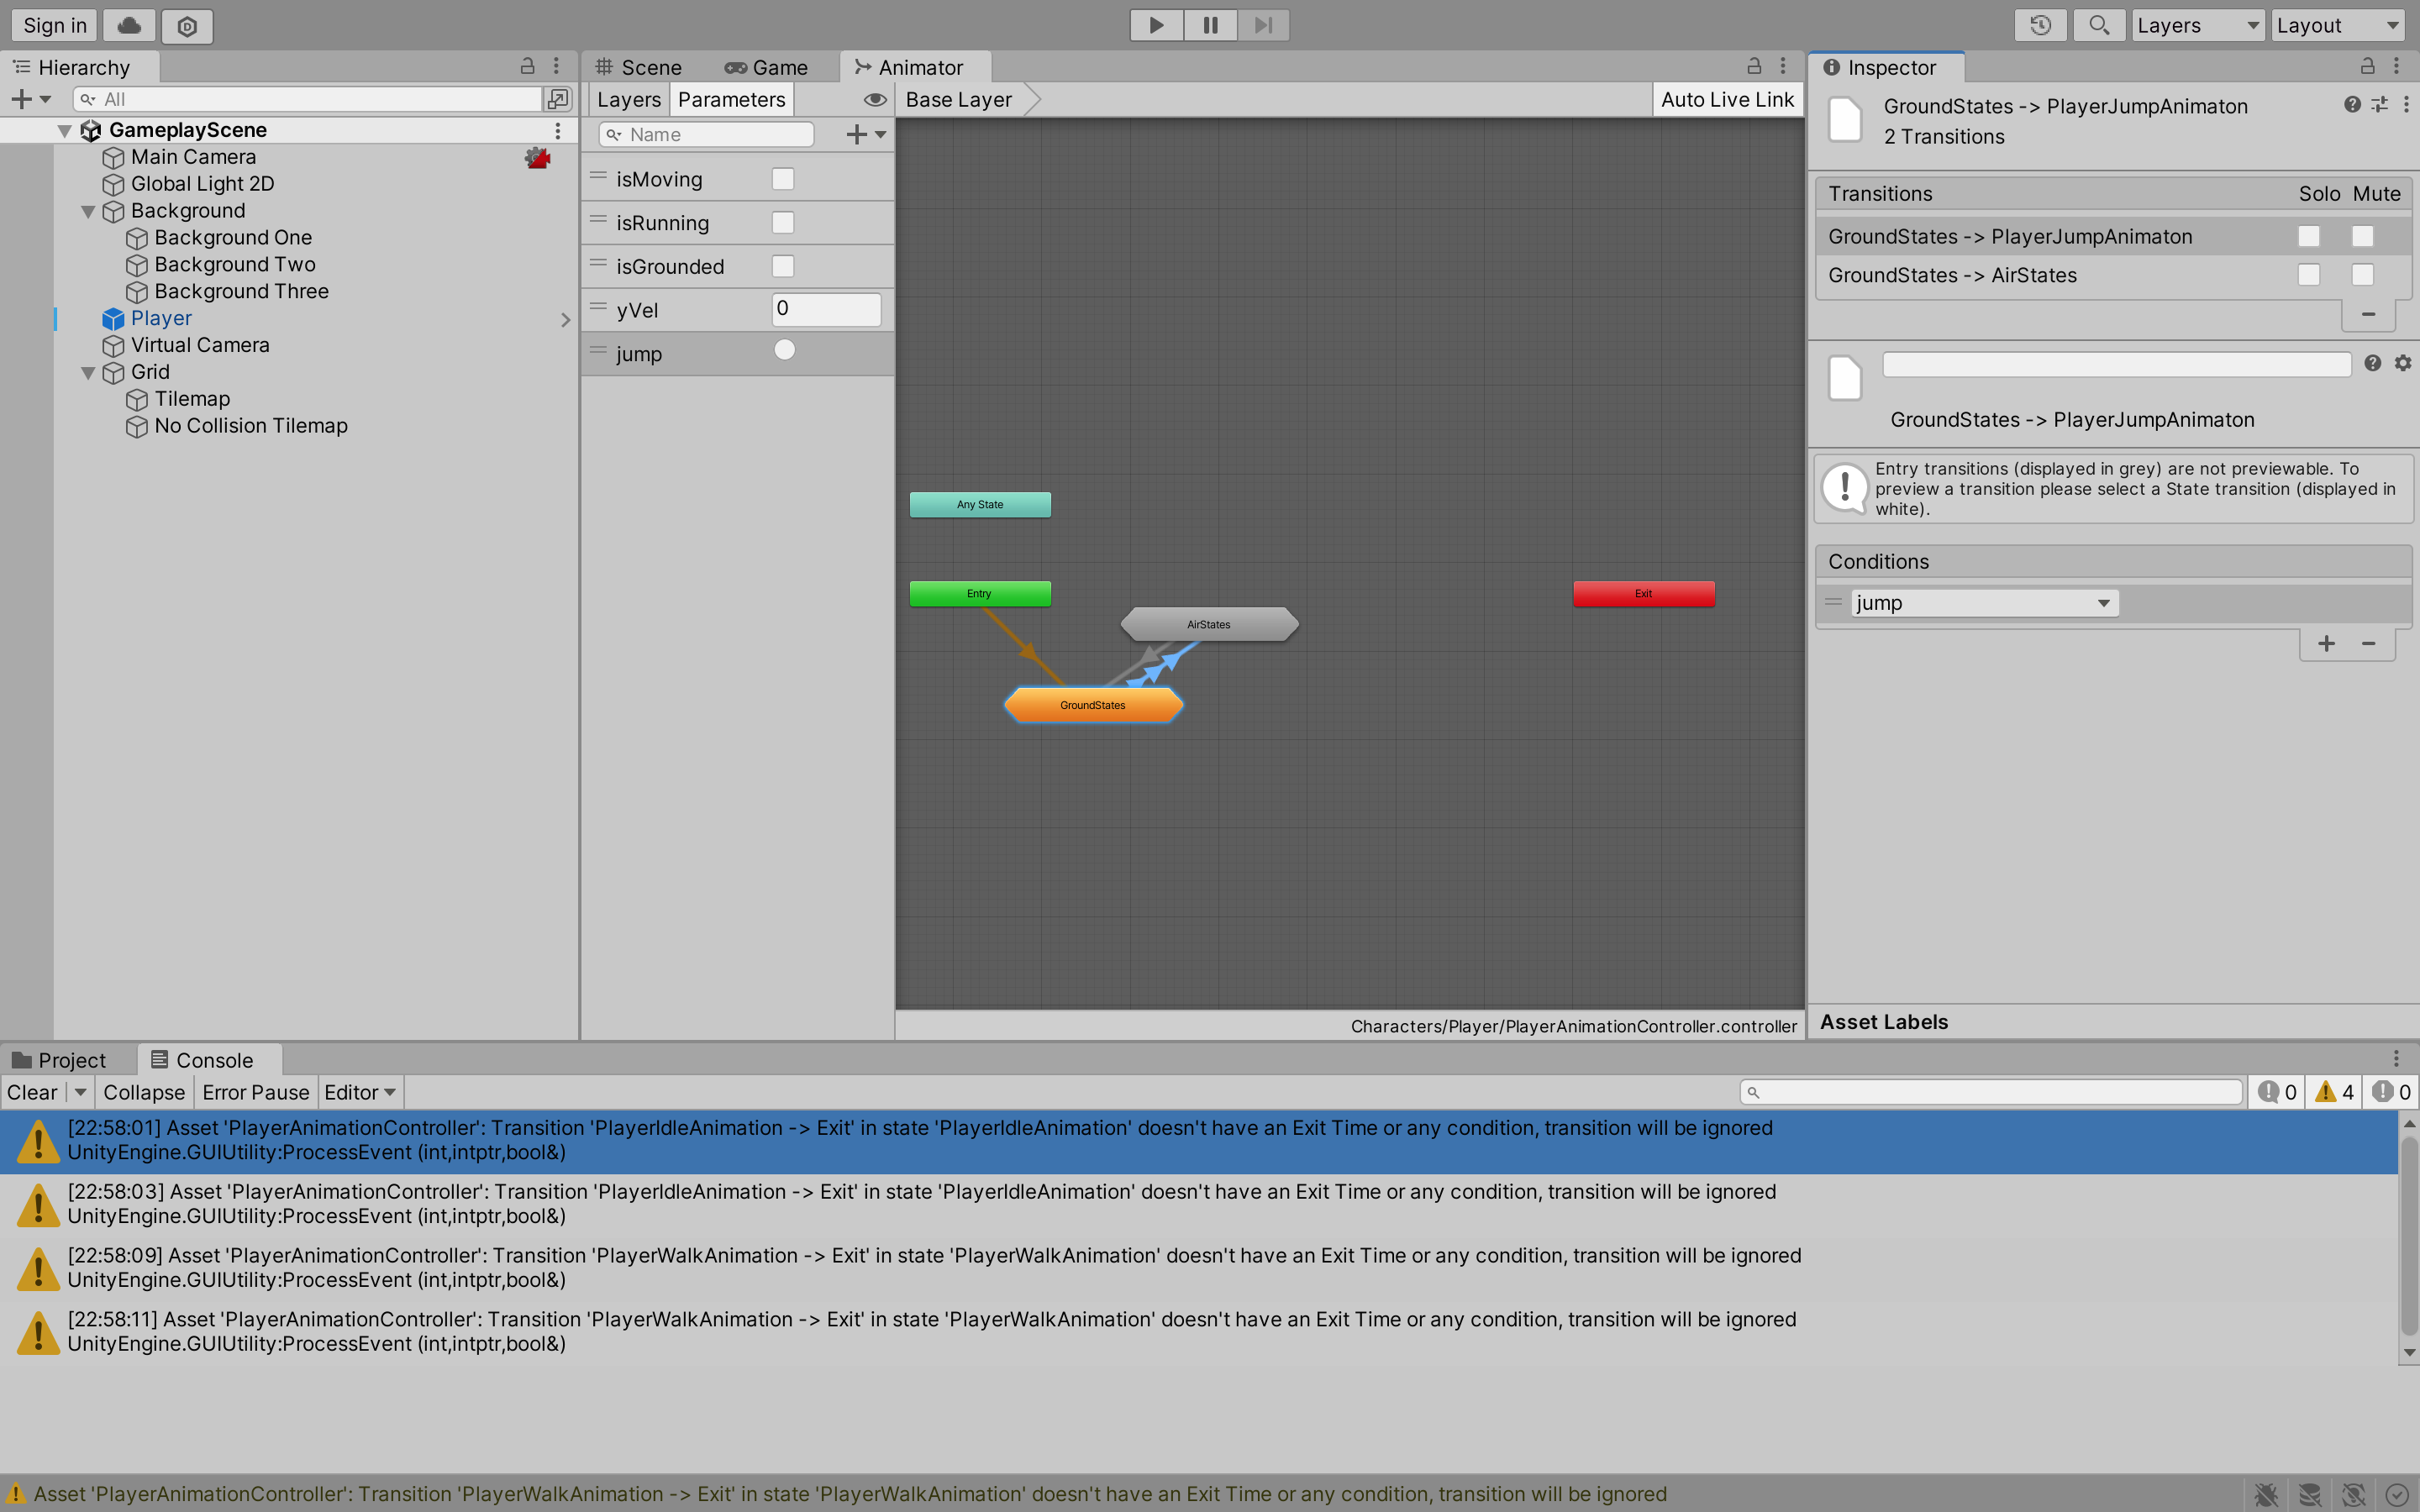 Sign in
Layers
Layout
Hierarchy
All
GameplayScene
Main Camera
Global Light 2D
Background
Background One
Background Two
Background Three
Player
Virtual Camera
Grid
Tilemap
No Collision Tilemap
Scene
Game
Animator
Layers
Parameters
Base Layer
Auto Live Link
Name
isMoving
isRunning
isGrounded
yVel
0
jump
Any State
Entry
Exit
AirStates
GroundStates
Characters/Player/PlayerAnimationController.controller
Inspector
GroundStates -> PlayerJumpAnimaton
2 Transitions
Transitions
Solo
Mute
GroundStates -> PlayerJumpAnimaton
GroundStates -> AirStates
GroundStates -> PlayerJumpAnimaton
Entry transitions (displayed in grey) are not previewable. To
preview a transition please select a State transition (displayed in
white).
Conditions
jump
Asset Labels
Project
Console
Clear
Collapse
Error Pause
Editor
0
4
0
[22:58:01] Asset 'PlayerAnimationController': Transition 'PlayerIdleAnimation -> Exit' in state 'PlayerIdleAnimation' doesn't have an Exit Time or any condition, transition will be ignored
UnityEngine.GUIUtility:ProcessEvent (int,intptr,bool&)
[22:58:03] Asset 'PlayerAnimationController': Transition 'PlayerIdleAnimation -> Exit' in state 'PlayerIdleAnimation' doesn't have an Exit Time or any condition, transition will be ignored
UnityEngine.GUIUtility:ProcessEvent (int,intptr,bool&)
[22:58:09] Asset 'PlayerAnimationController': Transition 'PlayerWalkAnimation -> Exit' in state 'PlayerWalkAnimation' doesn't have an Exit Time or any condition, transition will be ignored
UnityEngine.GUIUtility:ProcessEvent (int,intptr,bool&)
[22:58:11] Asset 'PlayerAnimationController': Transition 'PlayerWalkAnimation -> Exit' in state 'PlayerWalkAnimation' doesn't have an Exit Time or any condition, transition will be ignored
UnityEngine.GUIUtility:ProcessEvent (int,intptr,bool&)
Asset 'PlayerAnimationController': Transition 'PlayerWalkAnimation -> Exit' in state 'PlayerWalkAnimation' doesn't have an Exit Time or any condition, transition will be ignored